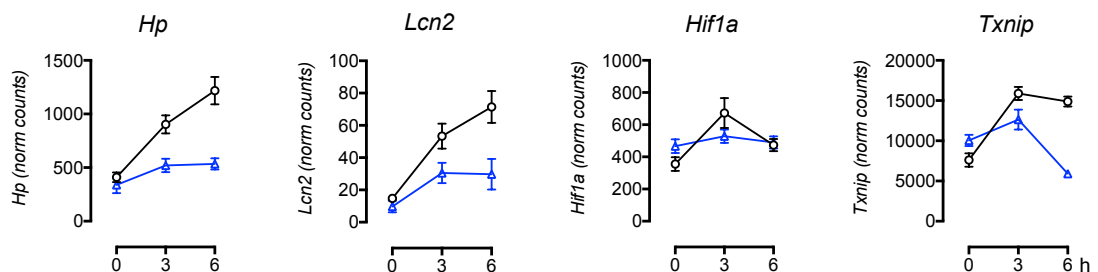 Hp
Lcn2
Hif1a
Txnip
Hp (norm counts)
1500
1000
500
0
0 3 6
Lcn2 (norm counts)
100
80
60
40
20
0
0 3 6
Hif1a (norm counts)
1000
800
600
400
200
0
0 3 6
Txnip (norm counts)
20000
15000
10000
5000
0
0 3 6 h